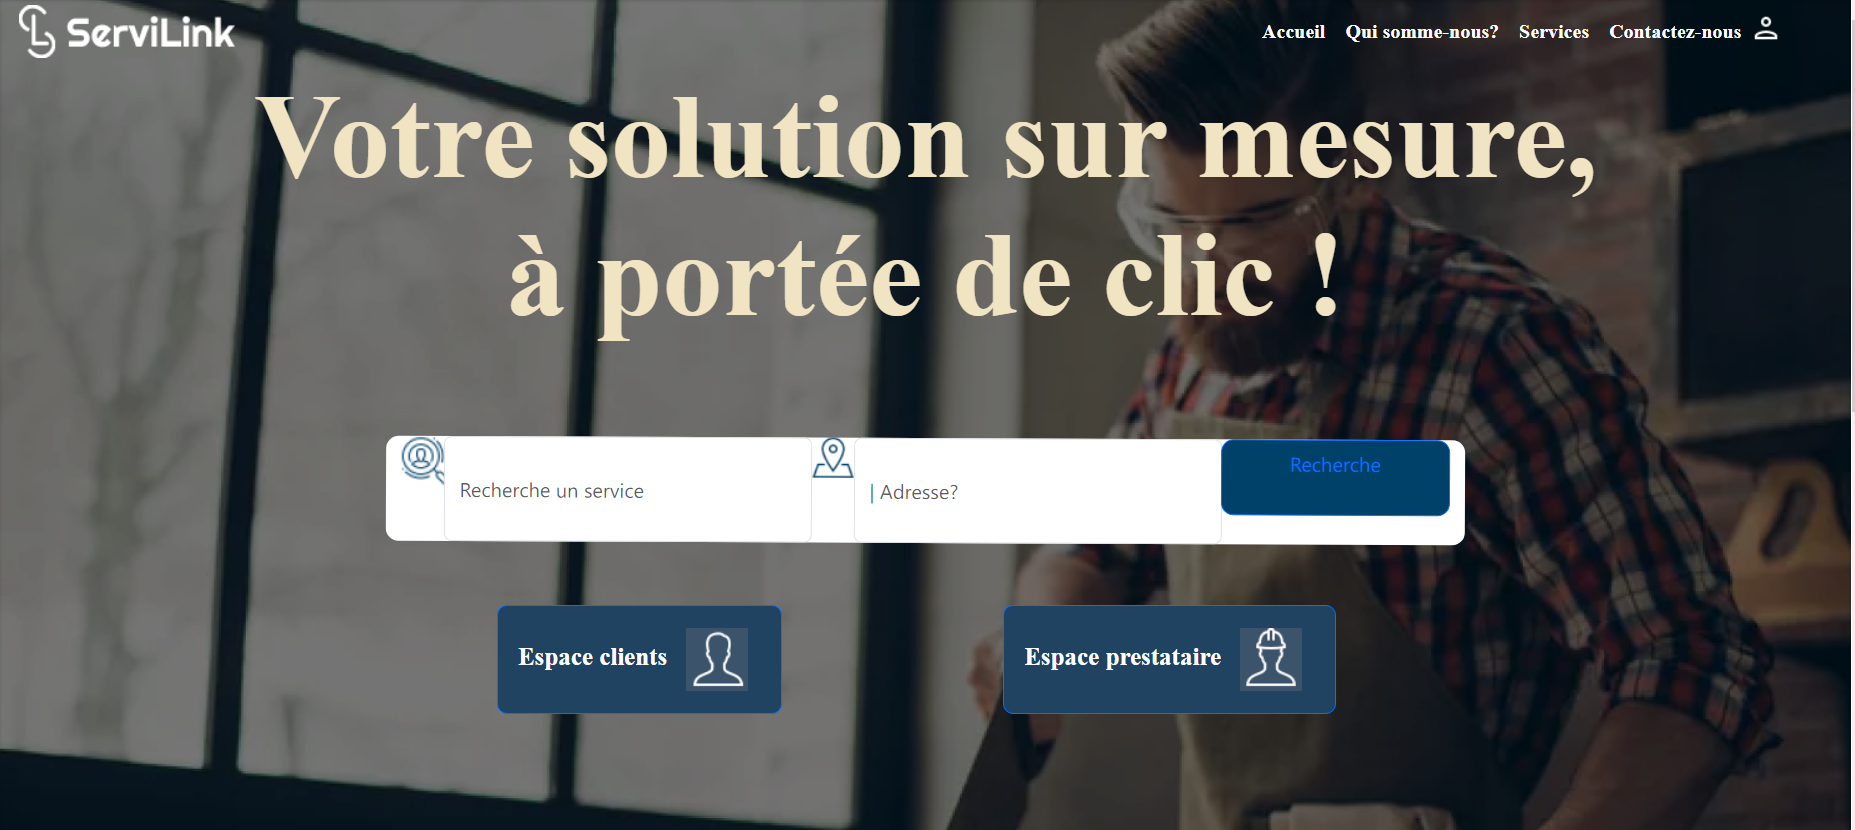 ServiLink
Accueil Qui somme-nous? Services Contactez-nous
Votre solution sur mesure,
à portée de clic !
Recherche un service
| Adresse?
Recherche
Espace clients
Espace prestataire